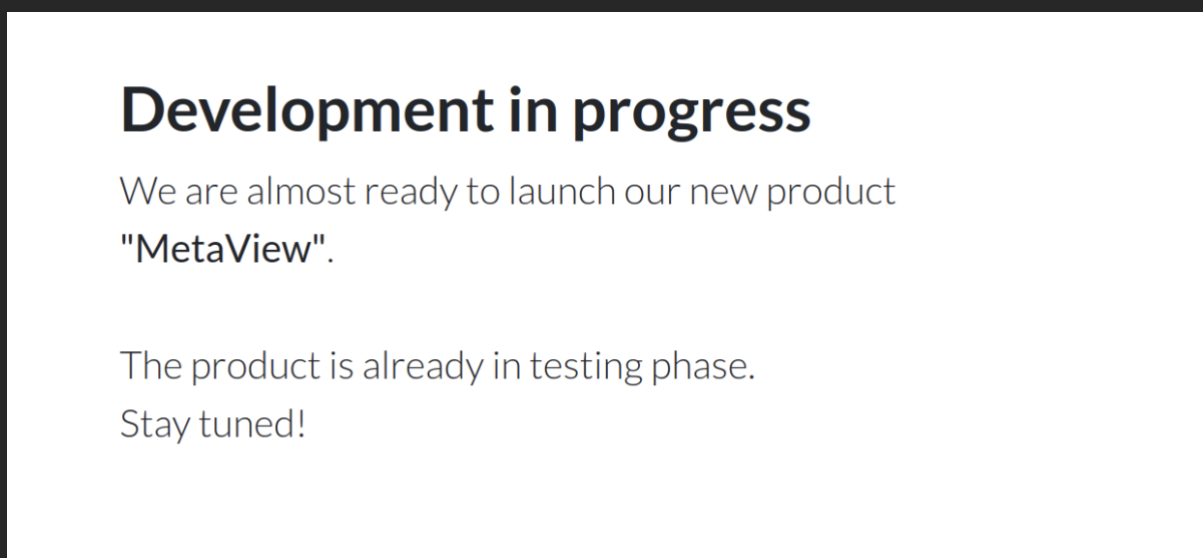 Development in progress
We are almost ready to launch our new product
"MetaView".
The product is already in testing phase.
Stay tuned!